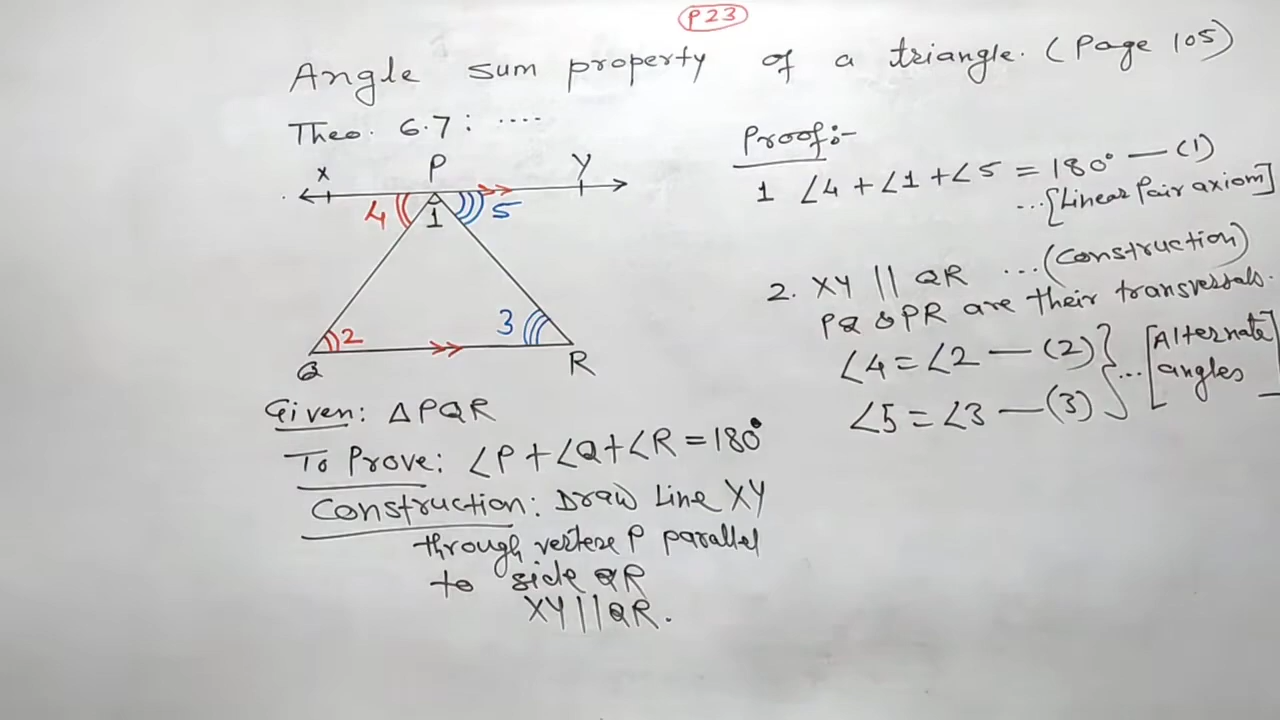 P23
Angle sum property of a triangle. (Page 105)
Theo. 6.7: ....
x P Y
4 1 5
2 3
Q R
Given: △PQR
To Prove: ∠P+∠Q+∠R=180°
Construction: Draw Line XY
through vertex P parallel
to side QR
XY||QR.
Proof:-
1 ∠4+∠1+∠5 = 180° —(1)
...[Linear Pair axiom]
2. XY || QR ...(Construction)
PQ & PR are their transversals.
∠4=∠2 —(2)}
∠5=∠3 —(3)} ...[Alternate
angles]